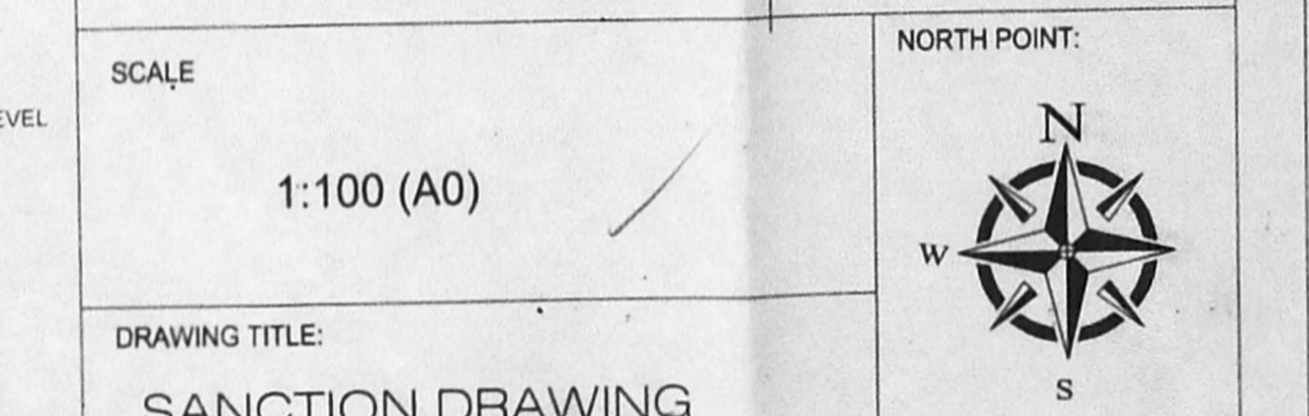 EVEL
SCALE
1:100 (A0)
NORTH POINT:
N
W
S
DRAWING TITLE:
SANCTION DRAWING